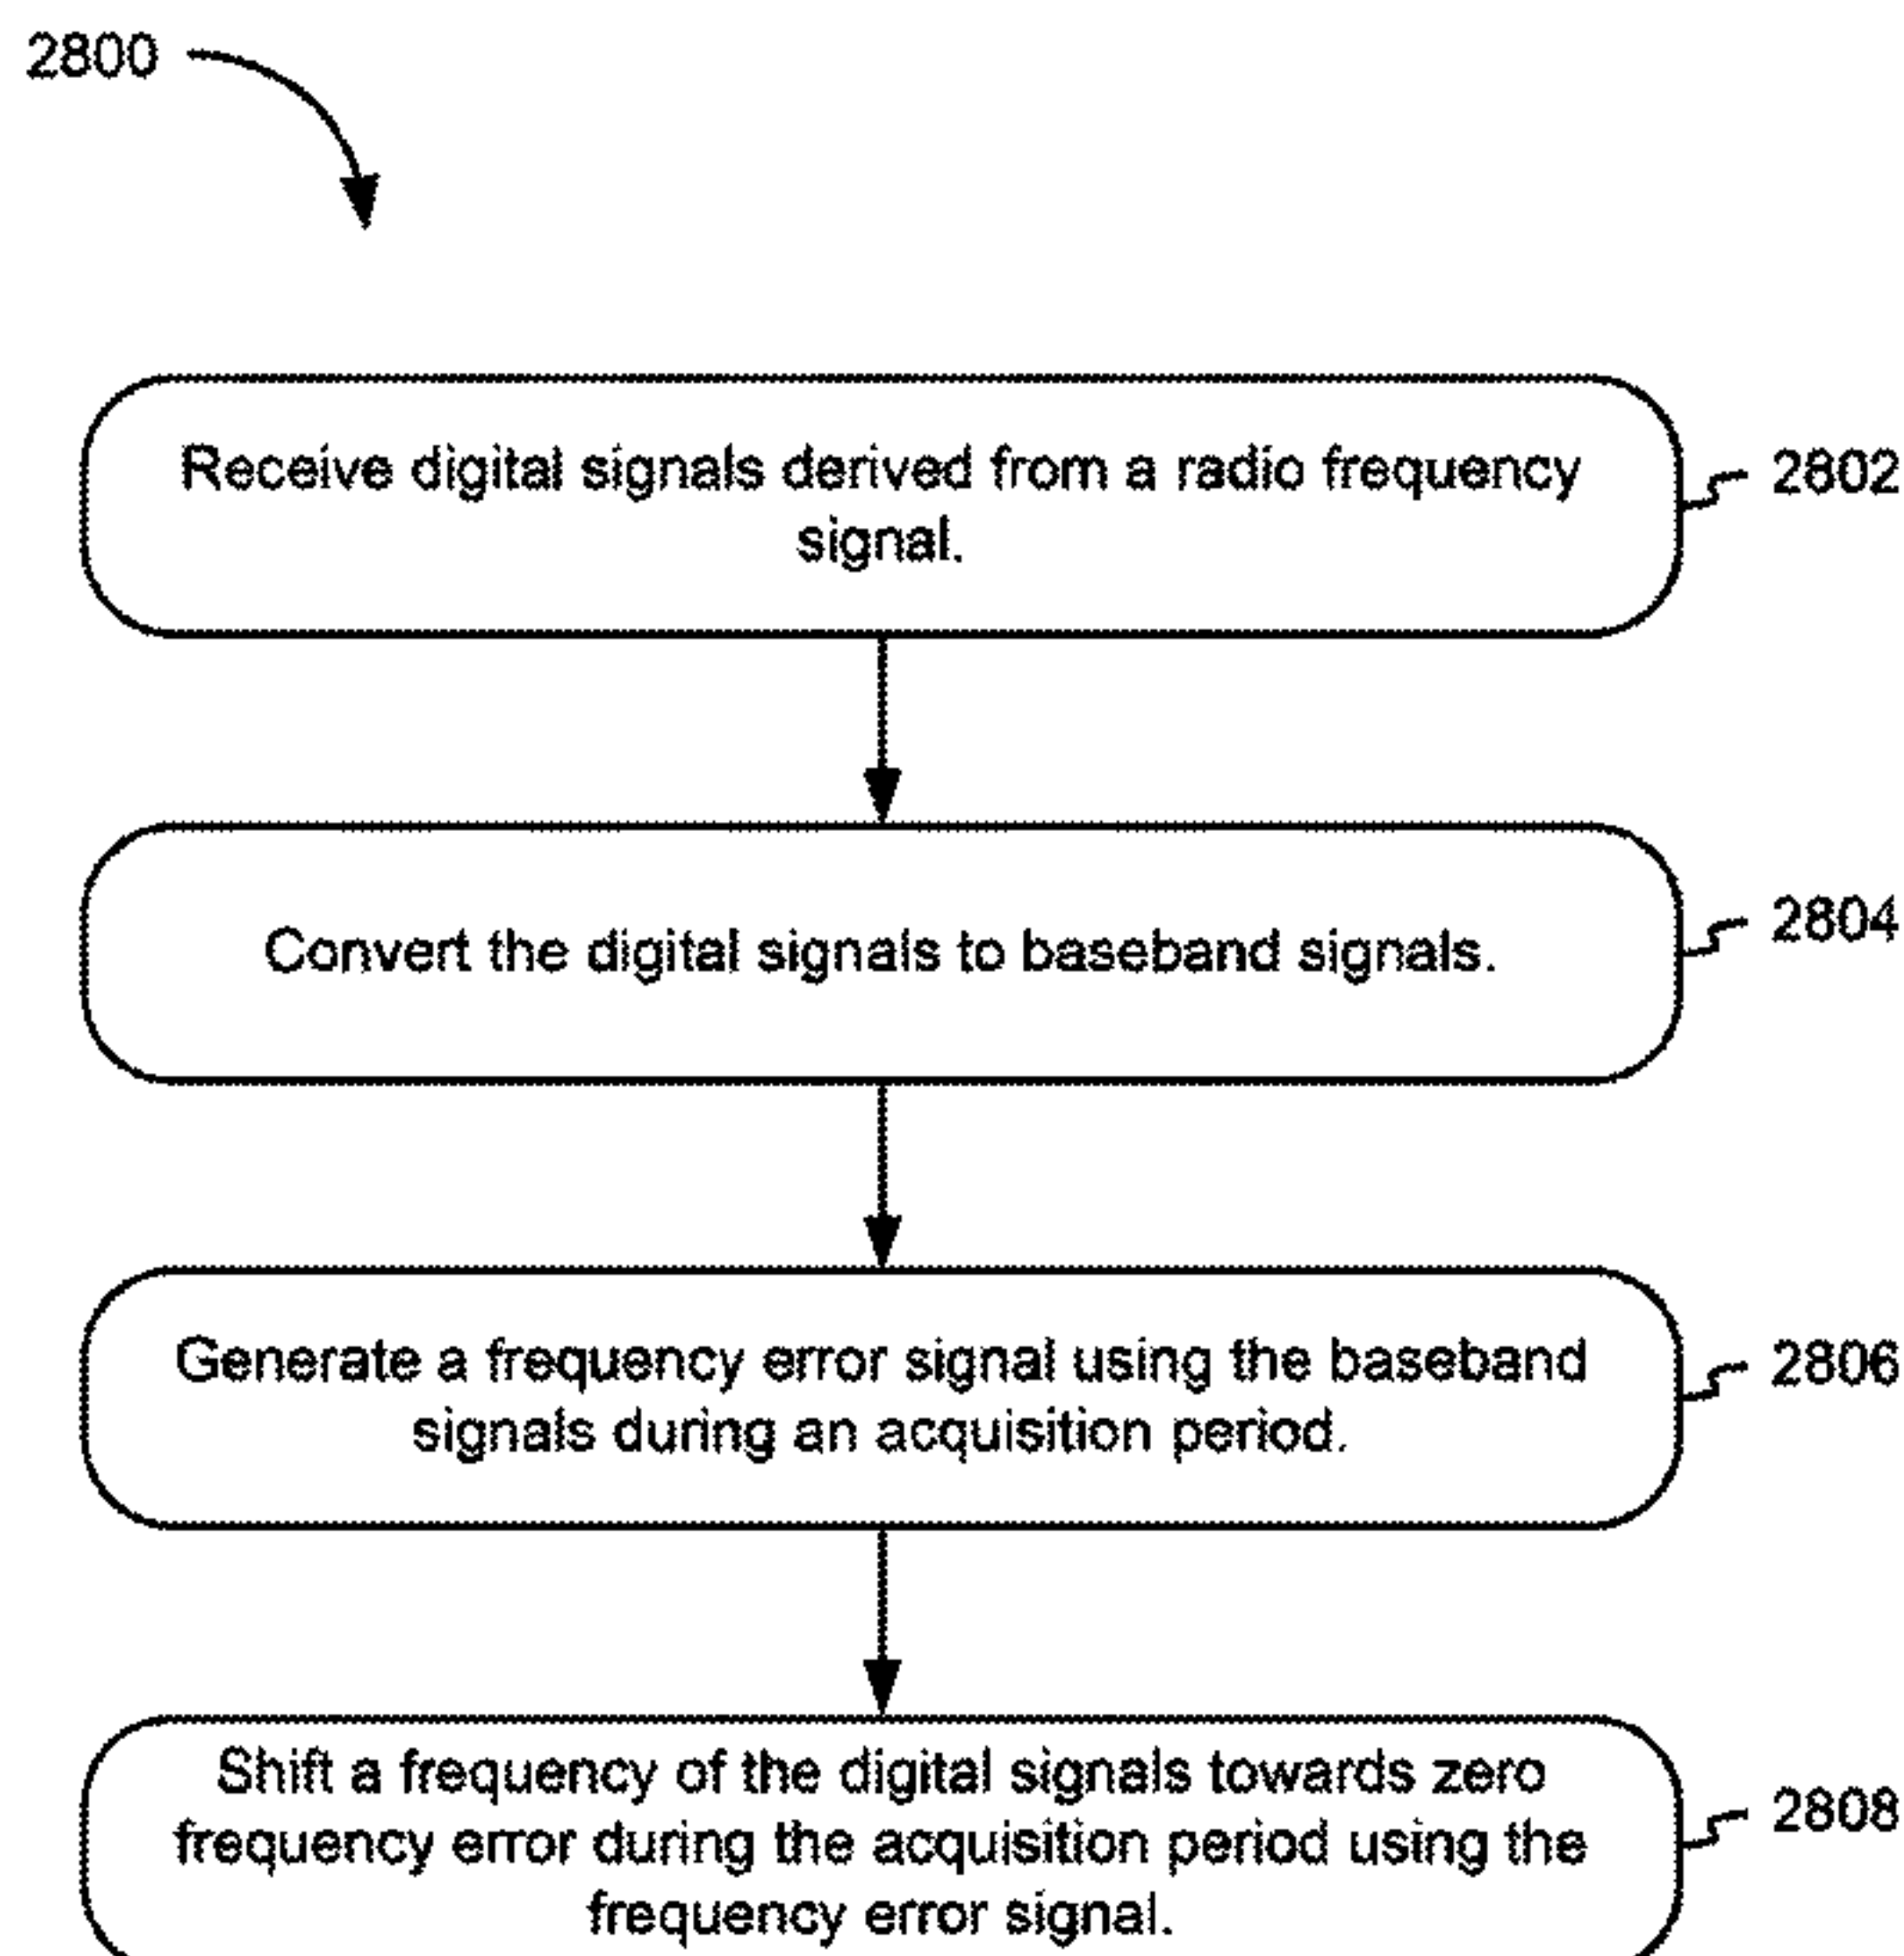 2800
Receive digital signals derived from a radio frequency
signal.
2802
Convert the digital signals to baseband signals.
2804
Generate a frequency error signal using the baseband
signals during an acquisition period.
2806
Shift a frequency of the digital signals towards zero
frequency error during the acquisition period using the
frequency error signal.
2808